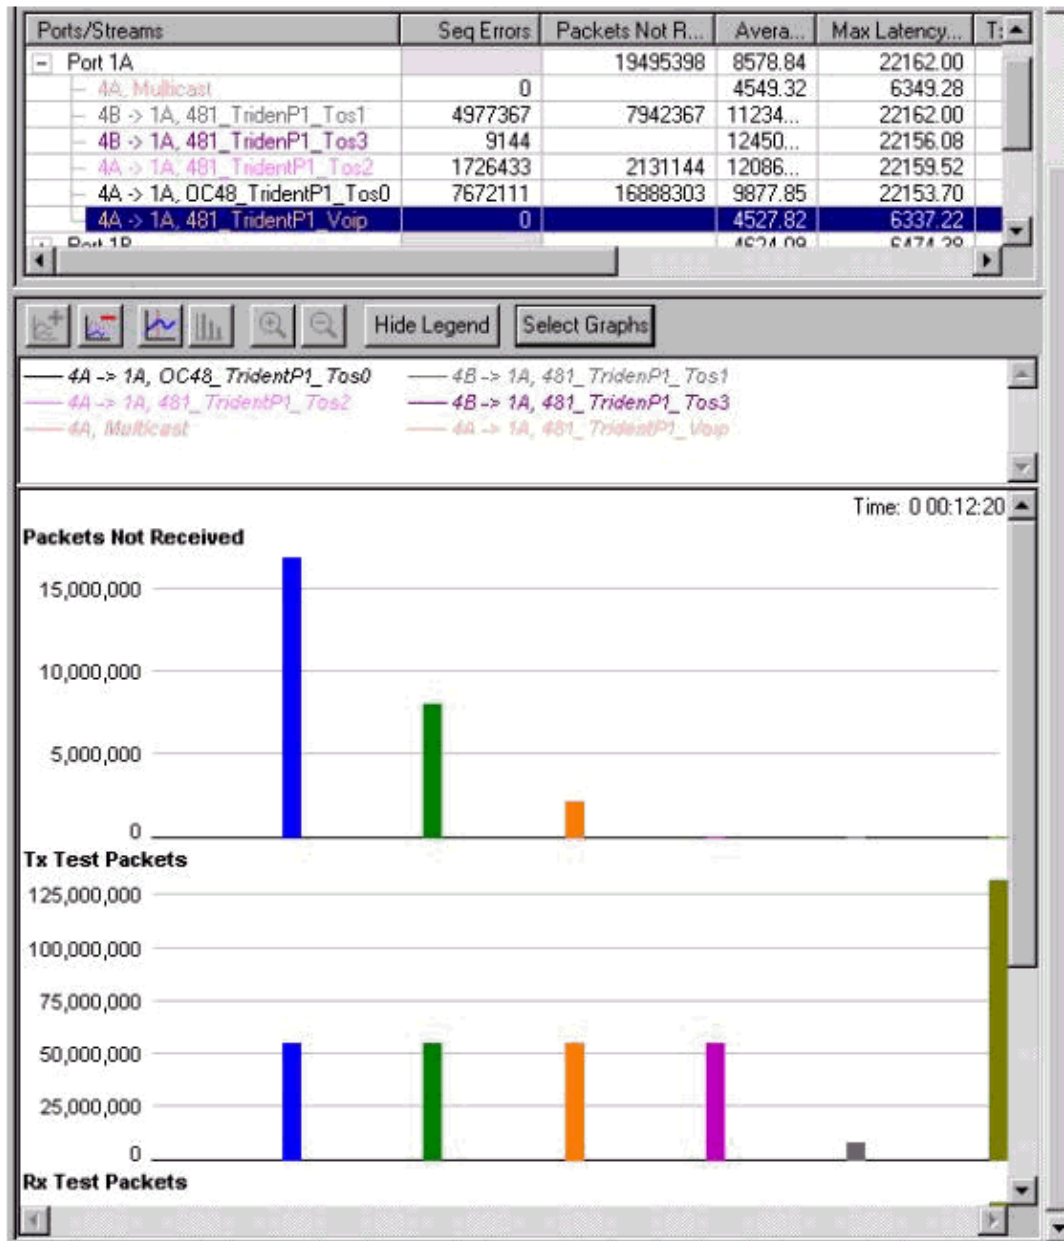 Ports/Streams Seq Errors Packets Not R... Avera... Max Latency...
Port 1A 19495398 8578.84 22162.00
4A, Multicast 0 4549.32 6349.28
4B -> 1A, 481_TridenP1_Tos1 4977367 7942367 11234... 22162.00
4B -> 1A, 481_TridenP1_Tos3 9144 12450... 22156.08
4A -> 1A, 481_TridentP1_Tos2 1726433 2131144 12086... 22159.52
4A -> 1A, OC48_TridentP1_Tos0 7672111 16888303 9877.85 22153.70
4A -> 1A, 481_TridentP1_Voip 0 4527.82 6337.22
Port 1B 4624.09 6474.28
Hide Legend Select Graphs
4A -> 1A, OC48_TridentP1_Tos0 4B -> 1A, 481_TridenP1_Tos1
4A -> 1A, 481_TridentP1_Tos2 4B -> 1A, 481_TridenP1_Tos3
4A, Multicast 4A -> 1A, 481_TridentP1_Voip
Time: 0 00:12:20
Packets Not Received
15,000,000
10,000,000
5,000,000
0
Tx Test Packets
125,000,000
100,000,000
75,000,000
50,000,000
25,000,000
0
Rx Test Packets